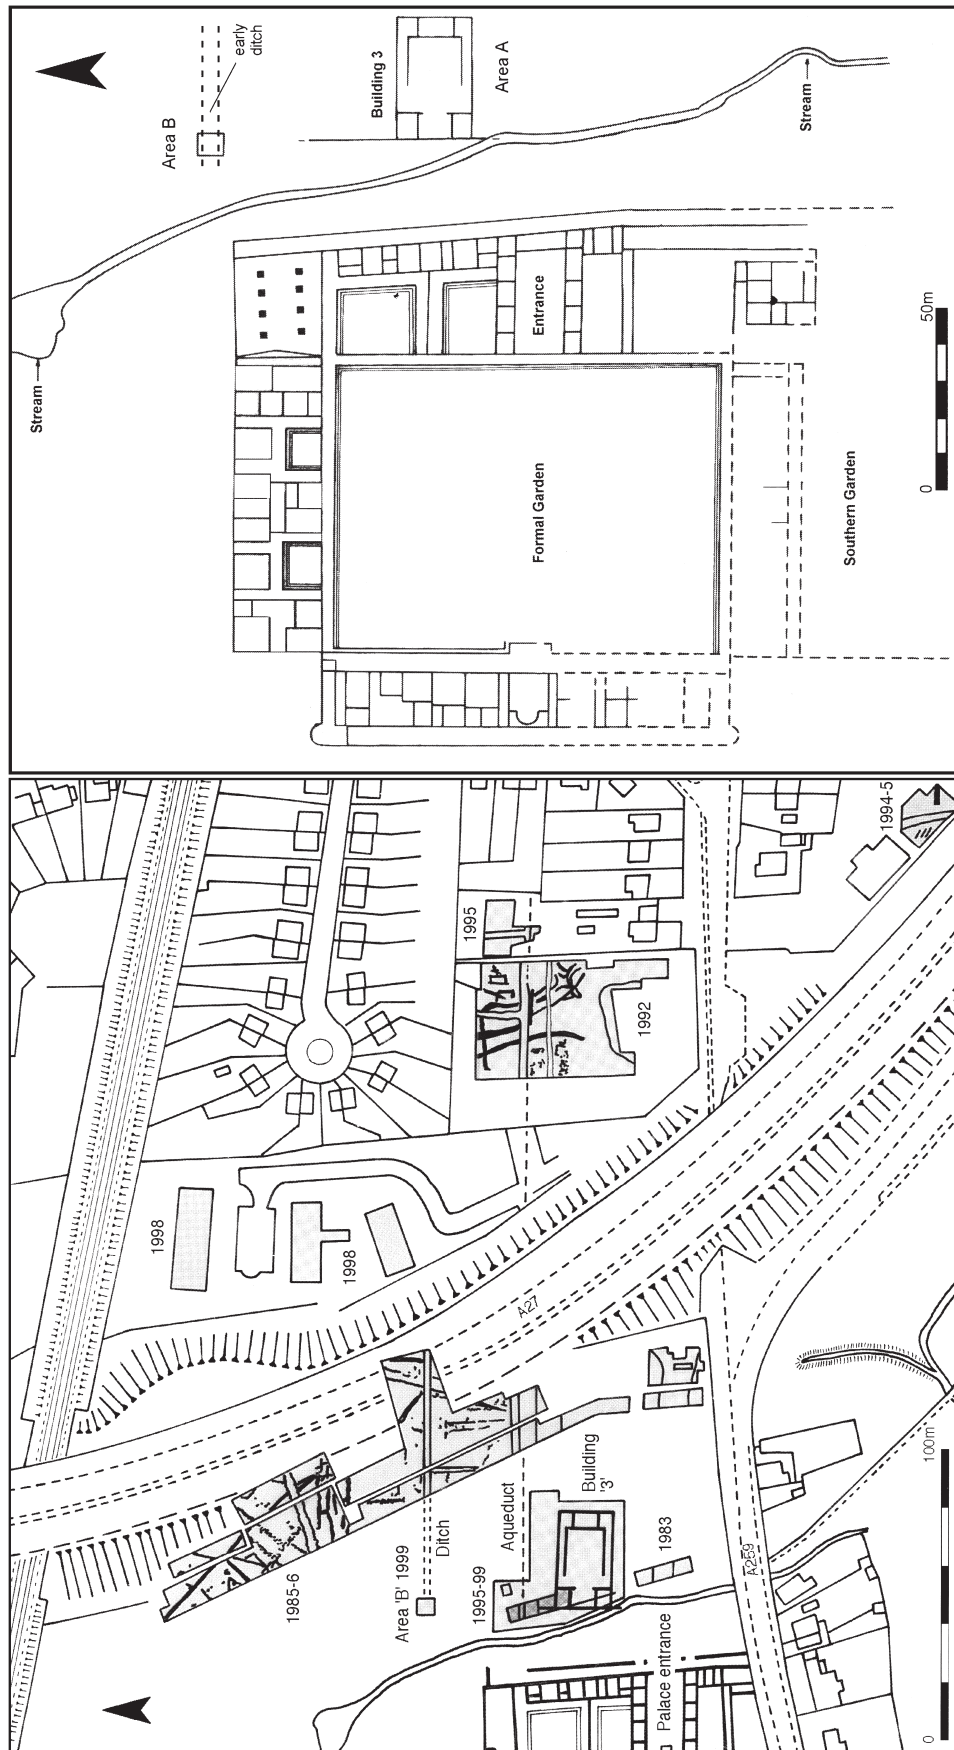 early
ditch
Area B
Building 3
Area A
Stream
Stream
Entrance
Formal Garden
Southern Garden
0
50m
1994-5
1995
1992
1998
1998
A27
1985-6
Area 'B' 1999
Ditch
Aqueduct
1995-99
Building
'3'
1983
Palace entrance
A259
0
100m